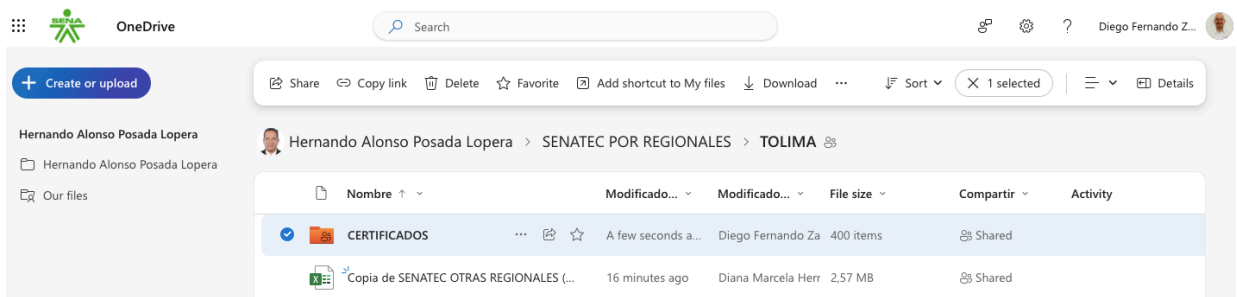 SENA
OneDrive
Search
Diego Fernando Z...
Create or upload
Share
Copy link
Delete
Favorite
Add shortcut to My files
Download
Sort
1 selected
Details
Hernando Alonso Posada Lopera
Hernando Alonso Posada Lopera
Our files
Hernando Alonso Posada Lopera > SENATEC POR REGIONALES > TOLIMA
Nombre
Modificado...
Modificado...
File size
Compartir
Activity
CERTIFICADOS
A few seconds a...
Diego Fernando Za
400 items
Shared
Copia de SENATEC OTRAS REGIONALES (...
16 minutes ago
Diana Marcela Herr
2,57 MB
Shared